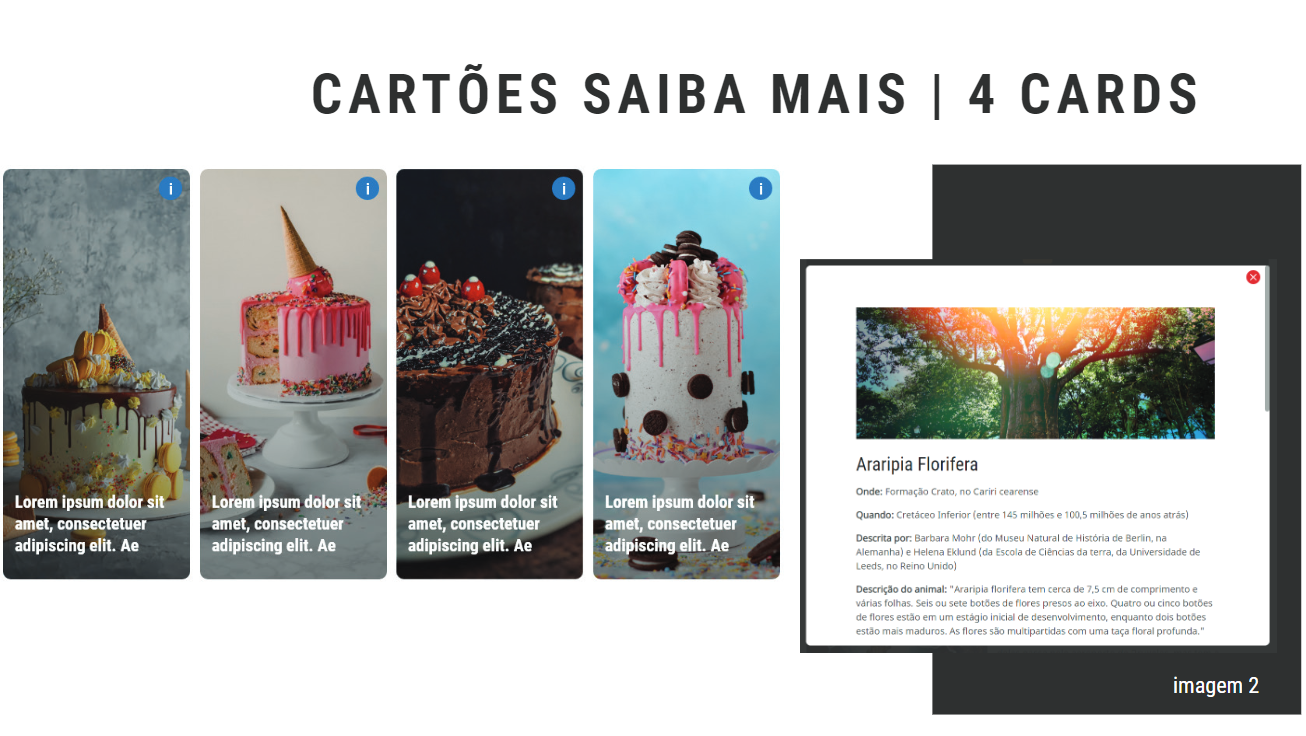 CARTÕES SAIBA MAIS | 4 CARDS
i
i
i
i
Lorem ipsum dolor sit
amet, consectetuer
adipiscing elit. Ae
Lorem ipsum dolor sit
amet, consectetuer
adipiscing elit. Ae
Lorem ipsum dolor sit
amet, consectetuer
adipiscing elit. Ae
Lorem ipsum dolor sit
amet, consectetuer
adipiscing elit. Ae
Araripia Florifera
Onde: Formação Crato, no Cariri cearense
Quando: Cretáceo Inferior (entre 145 milhões e 100,5 milhões de anos atrás)
Descrita por: Barbara Mohr (do Museu Natural de História de Berlin, na
Alemanha) e Helena Eklund (da Escola de Ciências da terra, da Universidade de
Leeds, no Reino Unido)
Descrição do animal: "Araripia florifera tem cerca de 7,5 cm de comprimento e
várias folhas. Seis ou sete botões de flores presos ao eixo. Quatro ou cinco botões
de flores estão em um estágio inicial de desenvolvimento, enquanto dois botões
estão mais maduros. As flores são multipartidas com uma taça floral profunda."
imagem 2